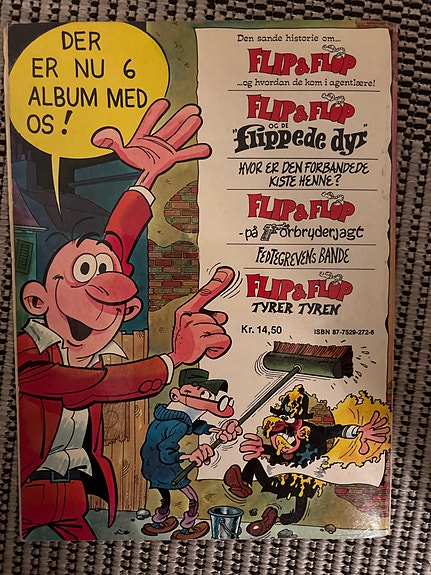 DER
ER NU 6
ALBUM MED
OS!
Den sande historie om...
FLIP & FLOP
...og hvordan de kom i agentlære!
FLIP & FLOP
OG DE
"flippede dyr"
HVOR ER DEN FORBANDEDE
KISTE HENNE?
FLIP & FLOP
- på Förbryderjagt
FEDTEGREVENS BANDE
FLIP & FLOP
TYRER TYREN
Kr. 14,50
ISBN 87-7529-272-6